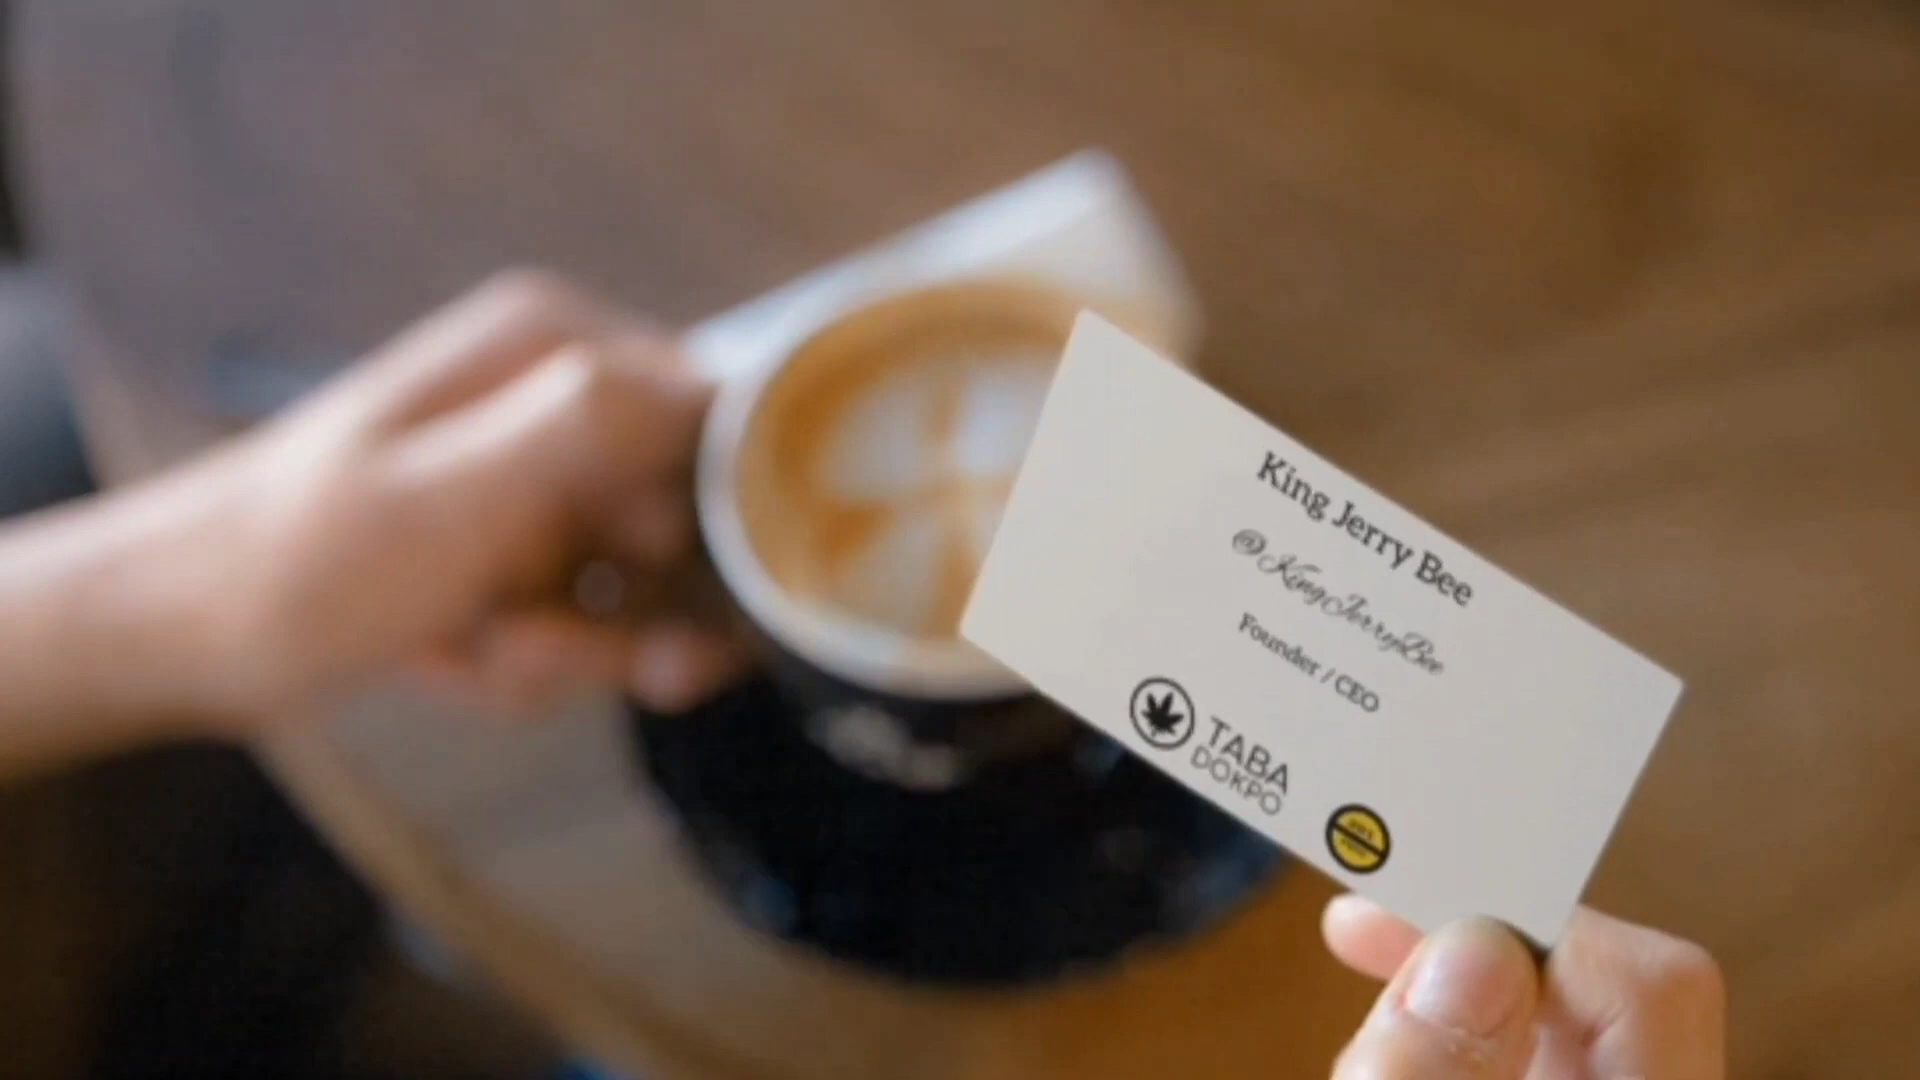 King Jerry Bee
@KingJerryBee
Founder / CEO
TABA
DOKPO